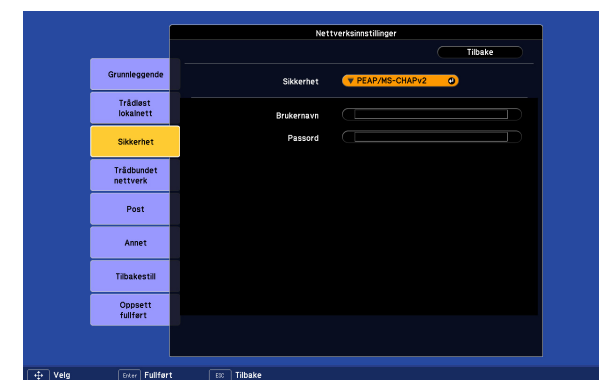 Nettverksinnstillinger
Tilbake
Grunnleggende
Trådløst
lokalnett
Sikkerhet
Trådbundet
nettverk
Post
Annet
Tilbakestill
Oppsett
fullført
Sikkerhet
PEAP/MS-CHAPv2
Brukernavn
Passord
Velg
Enter Fullført
ESC Tilbake